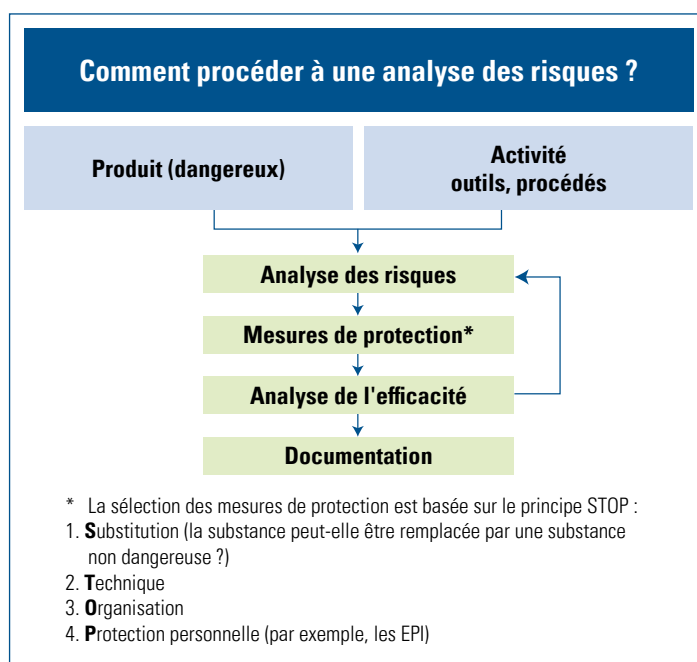 Comment procéder à une analyse des risques ?
Produit (dangereux)
Activité
outils, procédés
Analyse des risques
Mesures de protection*
Analyse de l'efficacité
Documentation
* La sélection des mesures de protection est basée sur le principe STOP :
1. Substitution (la substance peut-elle être remplacée par une substance
non dangereuse ?)
2. Technique
3. Organisation
4. Protection personnelle (par exemple, les EPI)